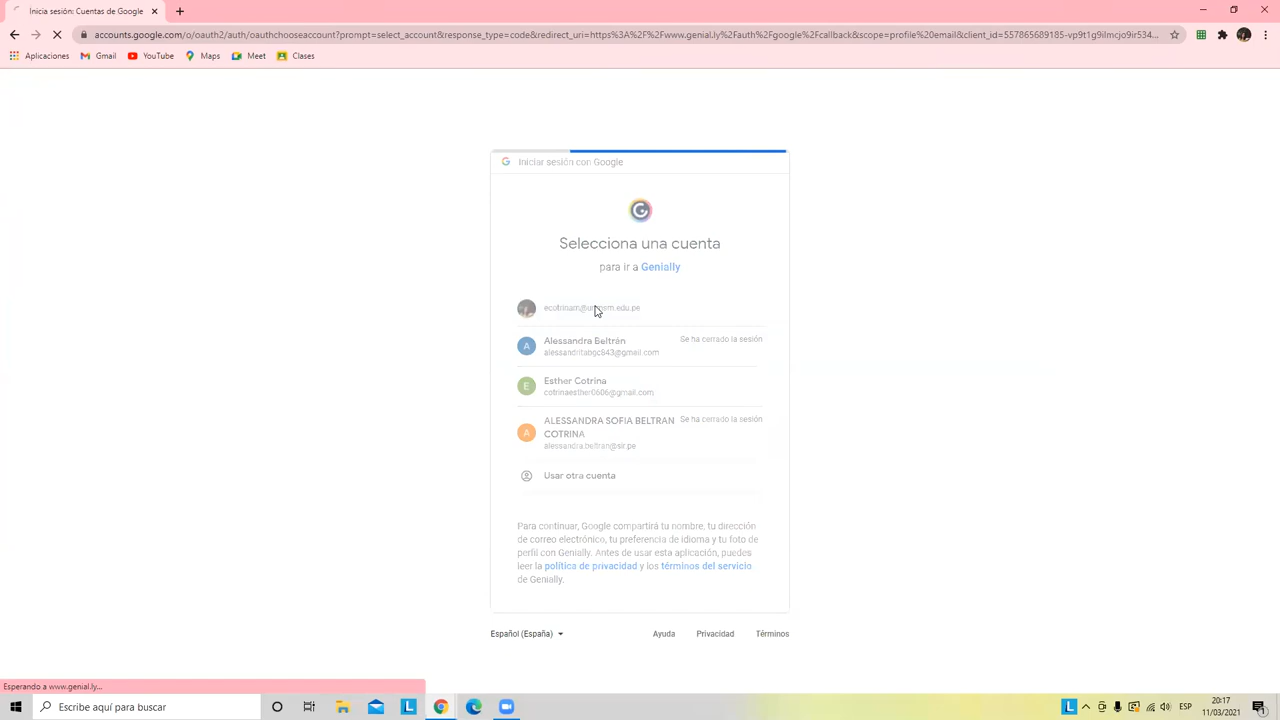 Inicia sesión: Cuentas de Google
accounts.google.com/o/oauth2/auth/oauthchooseaccount?prompt=select_account&response_type=code&redirect_uri=https%3A%2F%2Fwww.genial.ly%2Fauth%2Fgoogle%2Fcallback&scope=profile%20email&client_id=557865689185-vp9t1g9ilmcjo9ir534...
Aplicaciones Gmail YouTube Maps Meet Clases
Iniciar sesión con Google
Selecciona una cuenta
para ir a Genially
A Alessandra Beltrán Se ha cerrado la sesión
E Esther Cotrina
cotrinaesther0606@gmail.com
ALESSANDRA SOFIA BELTRAN Se ha cerrado la sesión
A COTRINA
alessandra.beltran@sir.pe
Usar otra cuenta
Para continuar, Google compartirá tu nombre, tu dirección
de correo electrónico, tu preferencia de idioma y tu foto de
perfil con Genially. Antes de usar esta aplicación, puedes
leer la política de privacidad y los términos del servicio
de Genially.
Español (España) Ayuda Privacidad Términos
Esperando a www.genial.ly...
Escribe aquí para buscar
L L ESP
20:17
11/03/2021
1